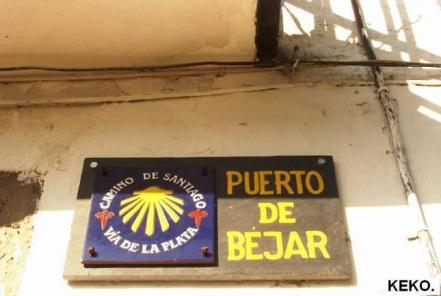 CAMINO DE SANTIAGO
VÍA DE LA PLATA
PUERTO
DE
BÉJAR
KEKO.